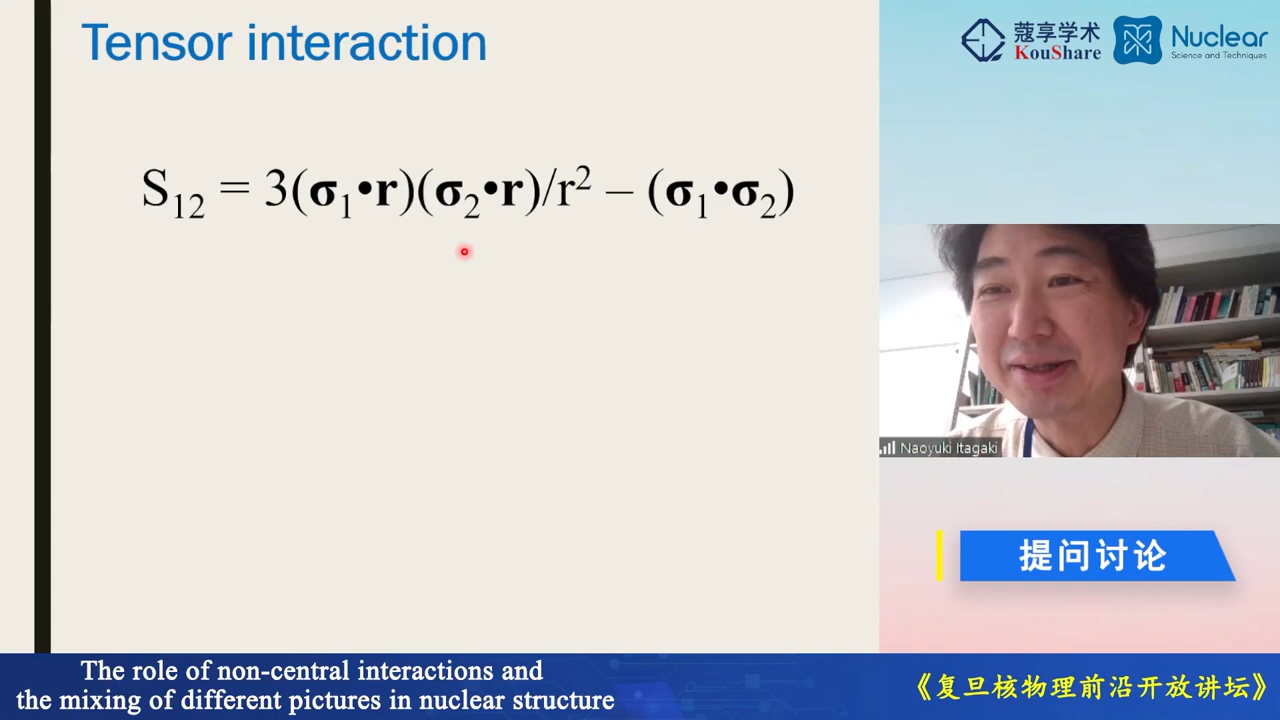 Tensor interaction
S₁₂ = 3(σ₁•r)(σ₂•r)/r² – (σ₁•σ₂)
蔻享学术
KouShare
Nuclear
Science and Techniques
Naoyuki Itagaki
提问讨论
The role of non-central interactions and
the mixing of different pictures in nuclear structure
《复旦核物理前沿开放讲坛》